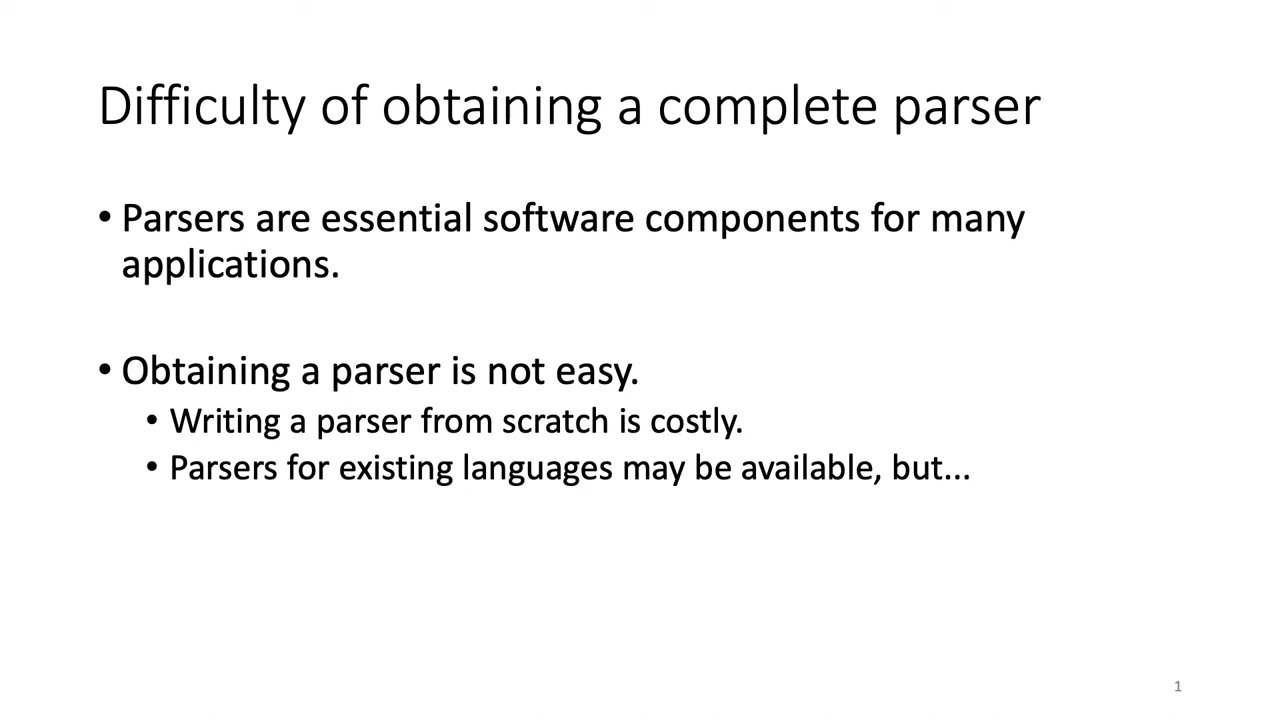 Difficulty of obtaining a complete parser
• Parsers are essential software components for many
applications.
• Obtaining a parser is not easy.
• Writing a parser from scratch is costly.
• Parsers for existing languages may be available, but...
1